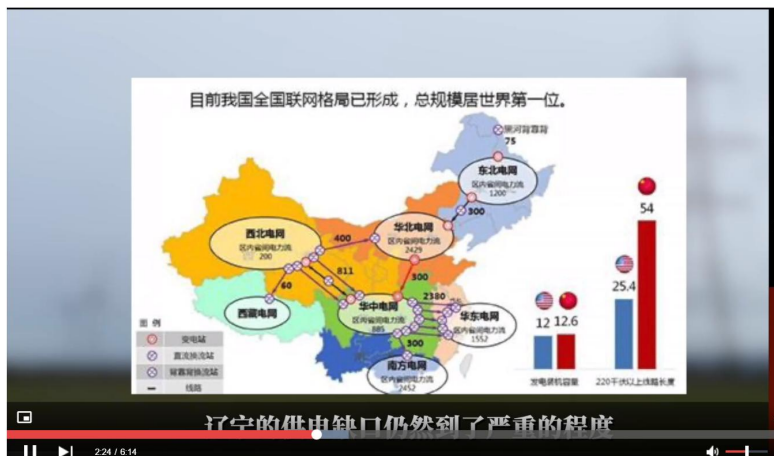 目前我国全国联网格局已形成，总规模居世界第一位。
黑河背靠背
75
东北电网
区内省间电力流
1200
300
华北电网
区内省间电力流
2429
西北电网
区内省间电力流
200
400
811
60
300
西藏电网
华中电网
区内省间电力流
885
2380
华东电网
区内省间电力流
1552
300
南方电网
区内省间电力流
2452
图 例
变电站
直流换流站
背靠背换流站
线路
12 12.6
25.4
54
发电装机容量
220千伏以上线路长度
辽宁的供电缺口仍然到了严重的程度
2:24 / 6:14